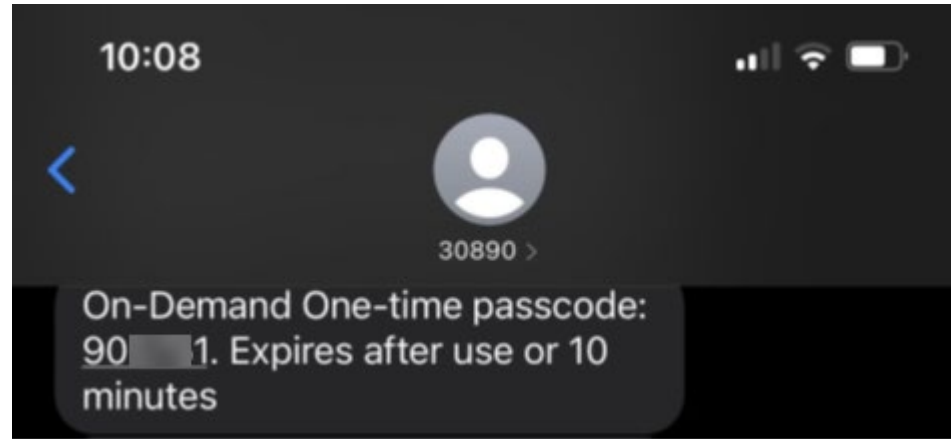 10:08
30890 >
On-Demand One-time passcode:
90 1. Expires after use or 10
minutes